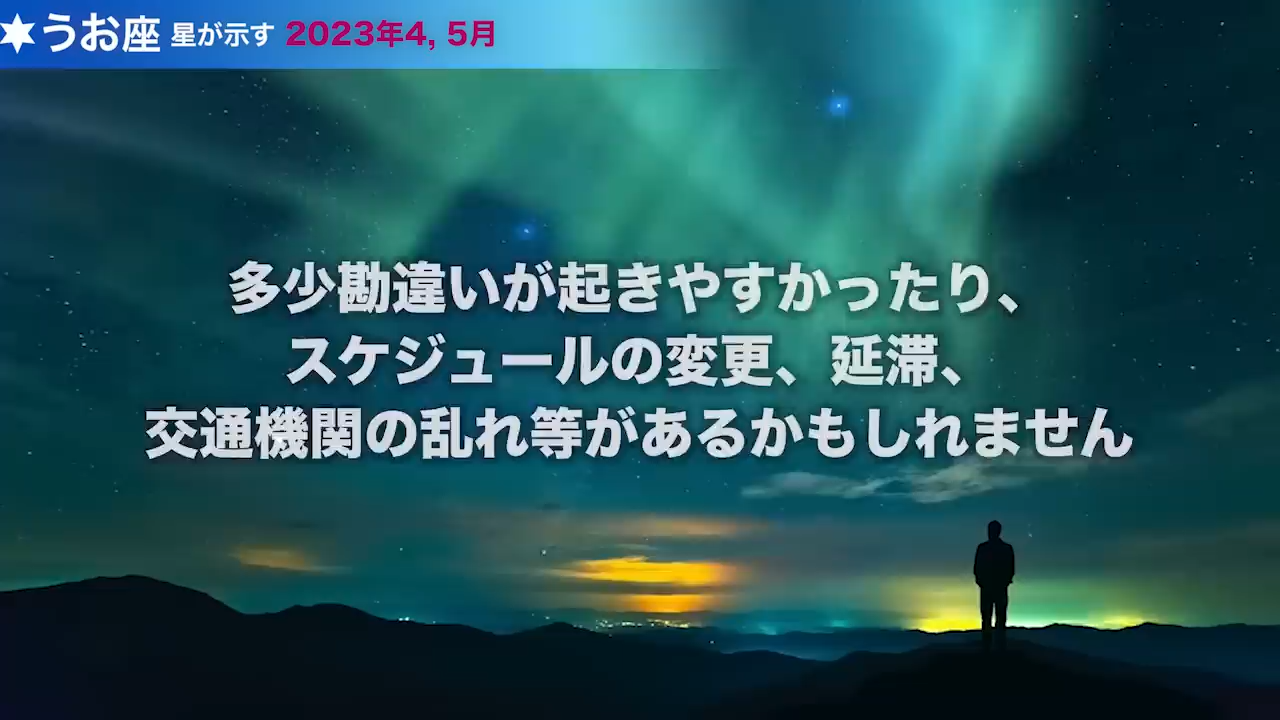 ★うお座 星が示す 2023年4, 5月
多少勘違いが起きやすかったり、
スケジュールの変更、延滞、
交通機関の乱れ等があるかもしれません